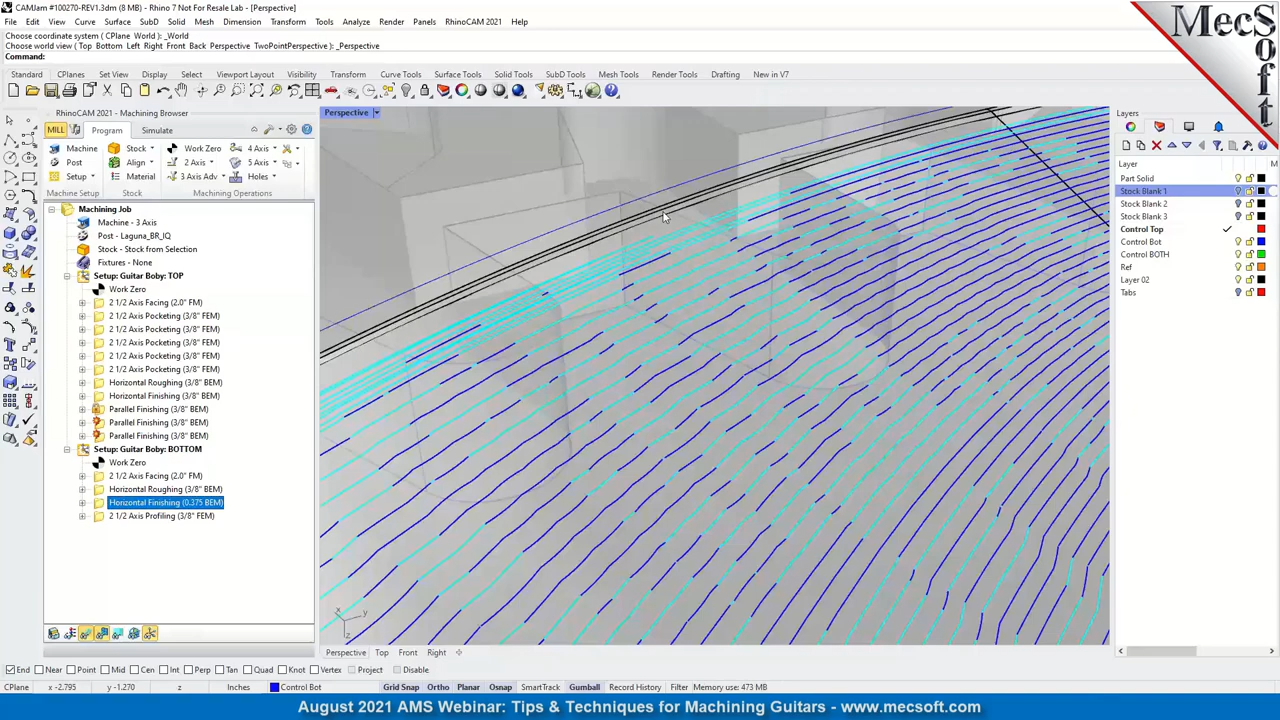 CAMJam #100270-REV1.3dm (8 MB) - Rhino 7 Not For Resale Lab - [Perspective]
File Edit View Curve Surface SubD Solid Mesh Dimension Transform Tools Analyze Render Panels RhinoCAM 2021 Help
Choose coordinate system ( CPlane World ): _World
Choose world view ( Top Bottom Left Right Front Back Perspective TwoPointPerspective ): _Perspective
Command:
Standard CPlanes Set View Display Select Viewport Layout Visibility Transform Curve Tools Surface Tools Solid Tools SubD Tools Mesh Tools Render Tools Drafting New in V7
MecSoft
RhinoCAM 2021 - Machining Browser
MILL Program Simulate
Machine Stock Work Zero 4 Axis
Post Align 2 Axis 5 Axis
Setup Material 3 Axis Adv Holes
Machine Setup Stock Machining Operations
Machining Job
Machine - 3 Axis
Post - Laguna_BR_IQ
Stock - Stock from Selection
Fixtures - None
Setup: Guitar Boby: TOP
Work Zero
2 1/2 Axis Facing (2.0" FM)
2 1/2 Axis Pocketing (3/8" FEM)
2 1/2 Axis Pocketing (3/8" FEM)
2 1/2 Axis Pocketing (3/8" FEM)
2 1/2 Axis Pocketing (3/8" FEM)
2 1/2 Axis Pocketing (3/8" FEM)
Horizontal Roughing (3/8" BEM)
Horizontal Finishing (3/8" BEM)
Parallel Finishing (3/8" BEM)
Parallel Finishing (3/8" BEM)
Parallel Finishing (3/8" BEM)
Setup: Guitar Boby: BOTTOM
Work Zero
2 1/2 Axis Facing (2.0" FM)
Horizontal Roughing (3/8" BEM)
Horizontal Finishing (0.375 BEM)
2 1/2 Axis Profiling (3/8" FEM)
Perspective
x y z
Layers
Layer M
Part Solid
Stock Blank 1
Stock Blank 2
Stock Blank 3
Control Top
Control Bot
Control BOTH
Ref
Layer 02
Tabs
Perspective Top Front Right
End Near Point Mid Cen Int Perp Tan Quad Knot Vertex Project Disable
CPlane x -2.795 y -1.270 z Inches Control Bot Grid Snap Ortho Planar Osnap SmartTrack Gumball Record History Filter Memory use: 473 MB
August 2021 AMS Webinar: Tips & Techniques for Machining Guitars - www.mecsoft.com